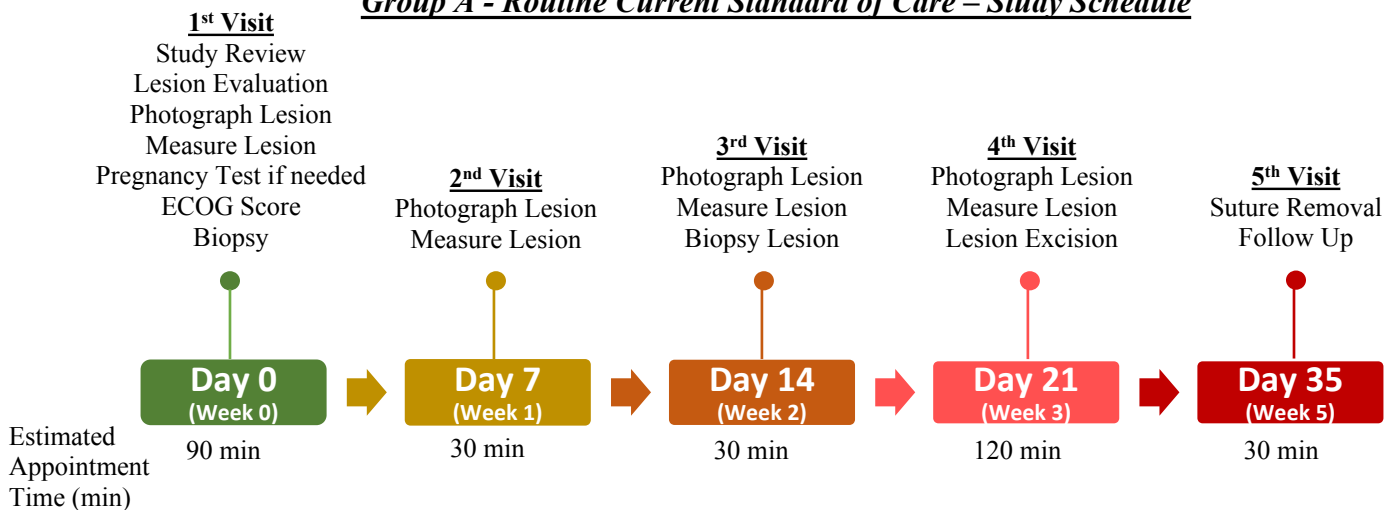 Group A - Routine Current Standard of Care – Study Schedule
1st Visit
Study Review
Lesion Evaluation
Photograph Lesion
Measure Lesion
Pregnancy Test if needed
ECOG Score
Biopsy
2nd Visit
Photograph Lesion
Measure Lesion
3rd Visit
Photograph Lesion
Measure Lesion
Biopsy Lesion
4th Visit
Photograph Lesion
Measure Lesion
Lesion Excision
5th Visit
Suture Removal
Follow Up
Day 0
(Week 0)
Day 7
(Week 1)
Day 14
(Week 2)
Day 21
(Week 3)
Day 35
(Week 5)
Estimated
Appointment
Time (min)
90 min
30 min
30 min
120 min
30 min